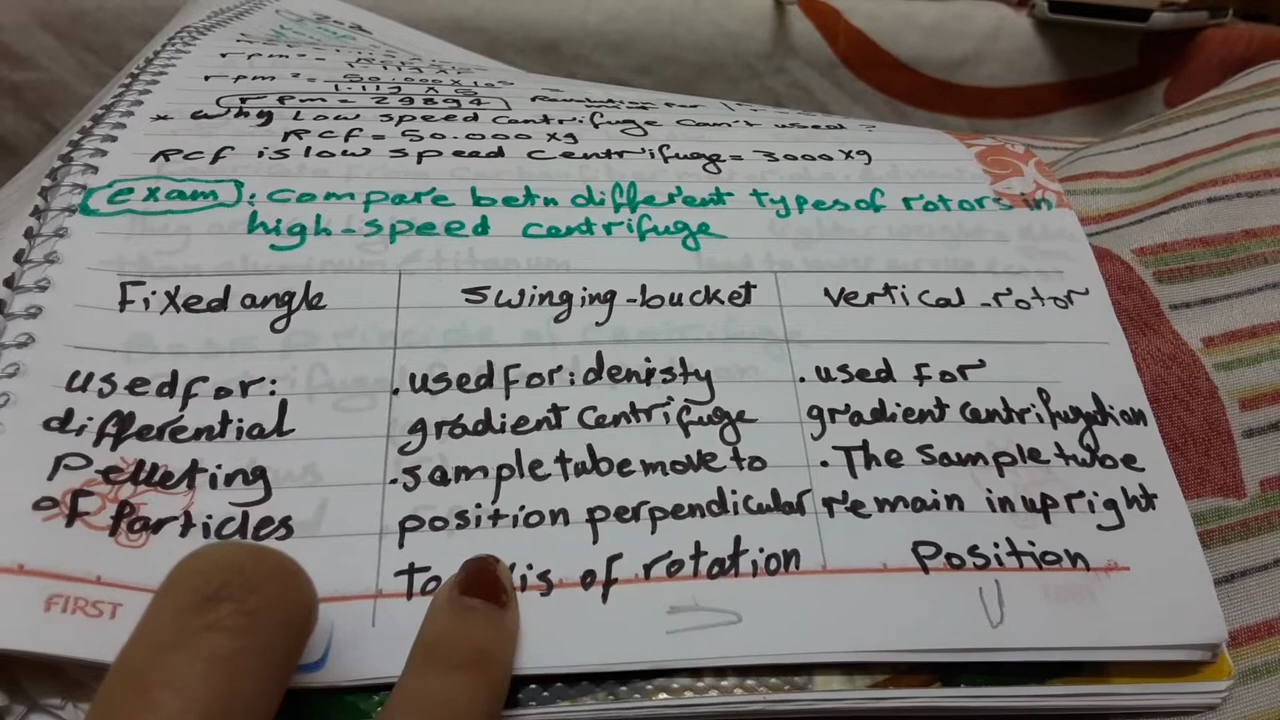 rpm² = 50.000 x 10⁵
1.119 x 5
rpm = 29894
* Why Low speed centrifuge can't used?
RCF = 50.000 xg
RCF is low speed centrifuge = 3000 xg
exam: compare betn different types of rotors in
high-speed centrifuge
Fixed angle
swinging-bucket
vertical-rotor
used for:
differential
Pelleting
of Particles
.used for: denisty
gradient centrifuge
.sample tube move to
position perpendicular
to of rotation
.used for
gradient centrifugation
.The sample tube
remain in upright
Position
FIRST